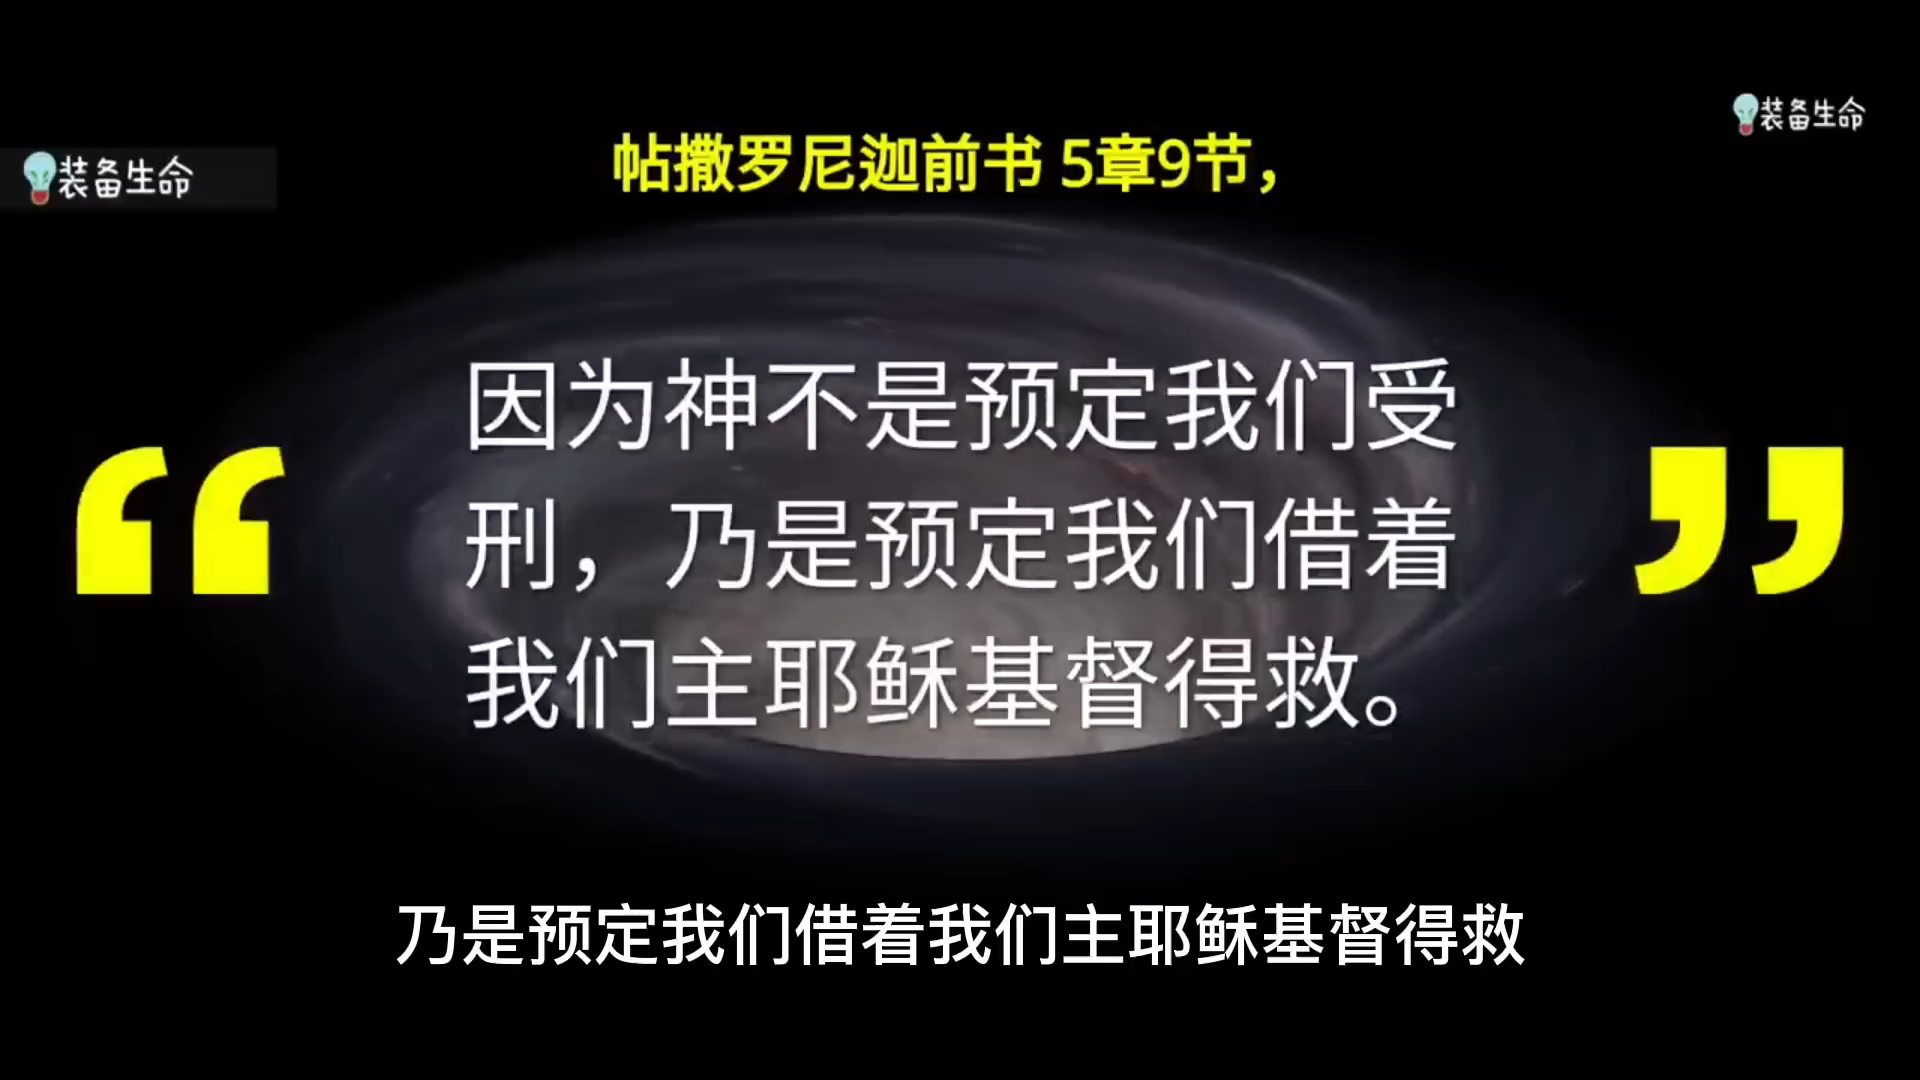 装备生命
帖撒罗尼迦前书 5章9节，
装备生命
“因为神不是预定我们受
刑，乃是预定我们借着
我们主耶稣基督得救。”
乃是预定我们借着我们主耶稣基督得救